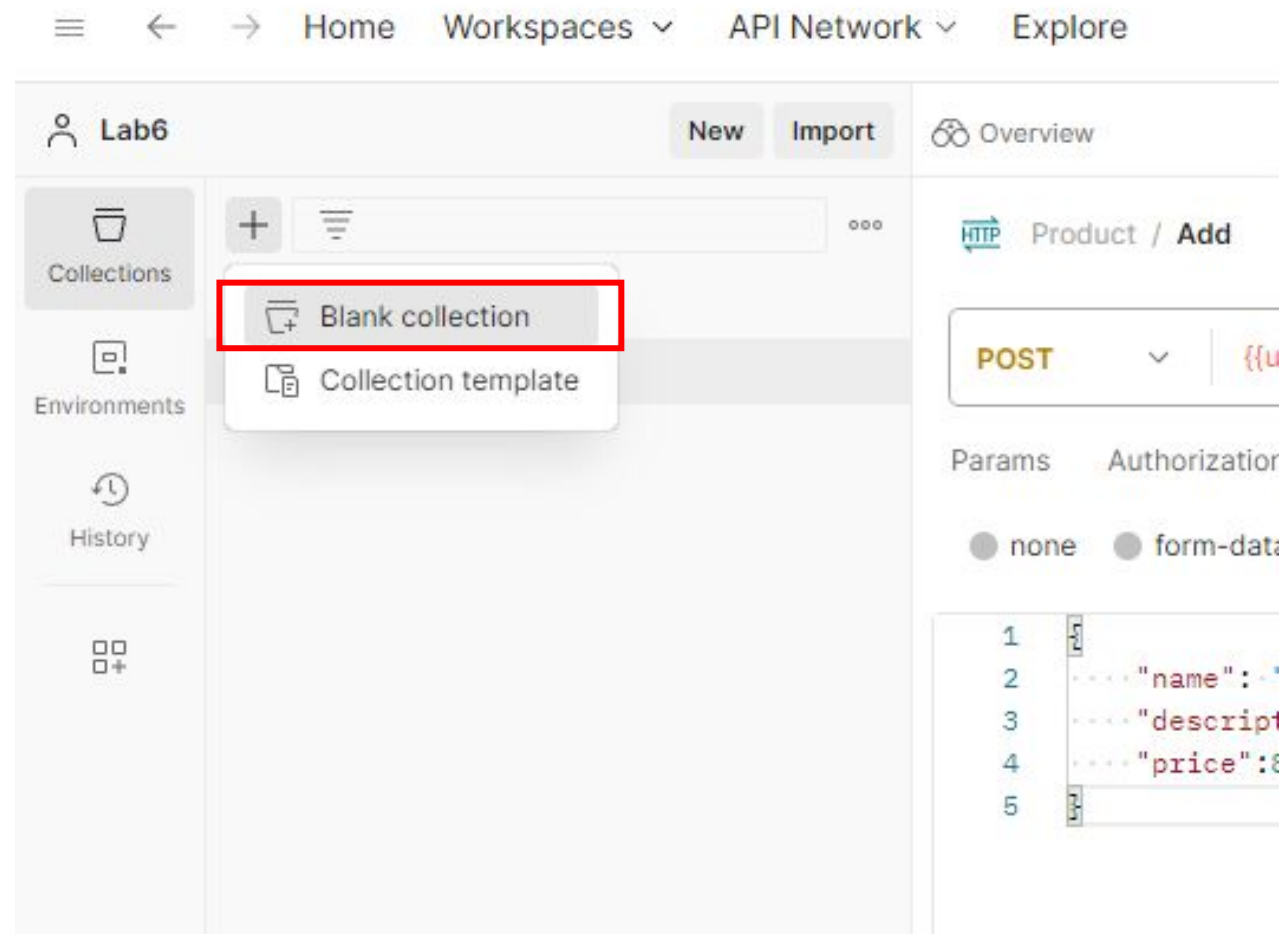 Home Workspaces API Network Explore
Lab6 New Import Overview
Collections
Environments
History
Blank collection
Collection template
HTTP Product / Add
POST {{u
Params Authorization
none form-data
1 {
2 "name": "
3 "descript
4 "price":8
5 }